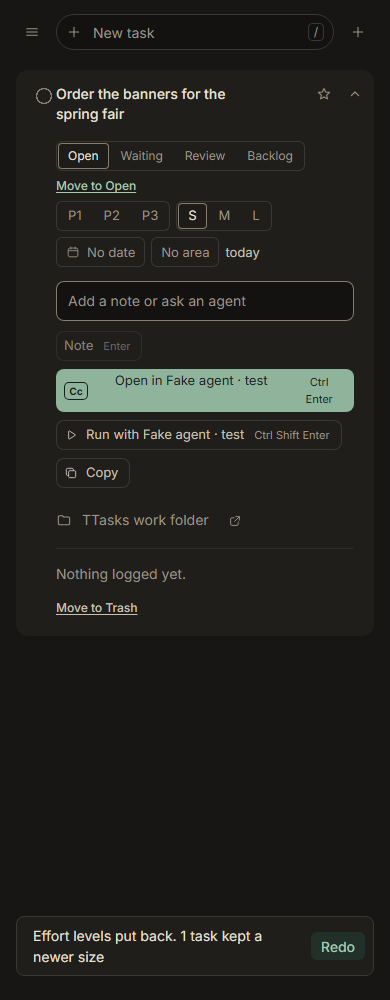 New task /
Order the banners for the
spring fair
Open Waiting Review Backlog
Move to Open
P1 P2 P3 S M L
No date No area today
Add a note or ask an agent
Note Enter
Cc Open in Fake agent · test Ctrl
Enter
Run with Fake agent · test Ctrl Shift Enter
Copy
TTasks work folder
Nothing logged yet.
Move to Trash
Effort levels put back. 1 task kept a
newer size
Redo